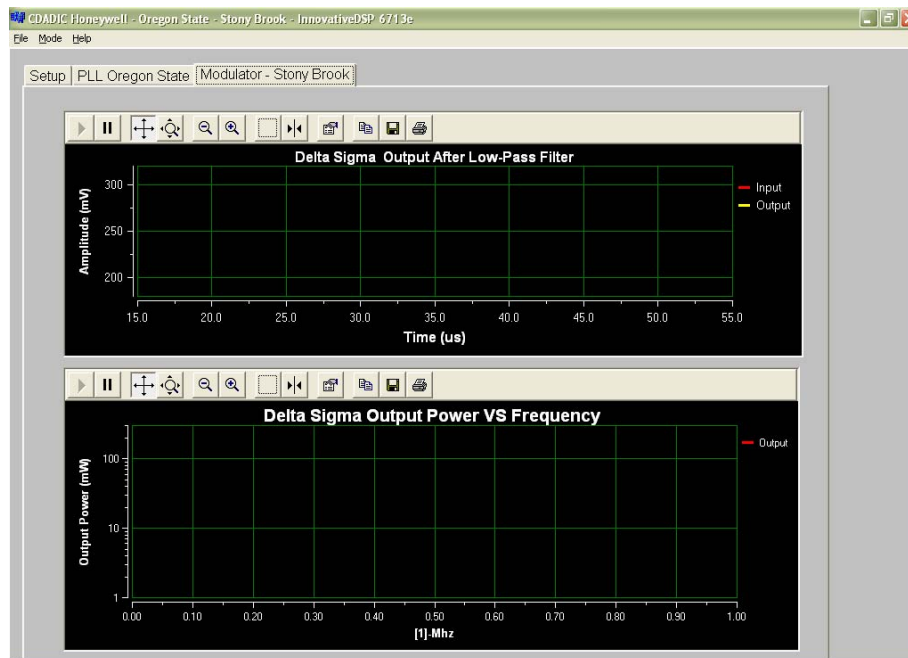 CDADIC Honeywell - Oregon State - Stony Brook - InnovativeDSP 6713e
File Mode Help
Setup PLL Oregon State Modulator - Stony Brook
Delta Sigma Output After Low-Pass Filter
Amplitude (mV)
300
250
200
Input
Output
15.0 20.0 25.0 30.0 35.0 40.0 45.0 50.0 55.0
Time (us)
Delta Sigma Output Power VS Frequency
Output Power (mW)
100
10
1
Output
0.00 0.10 0.20 0.30 0.40 0.50 0.60 0.70 0.80 0.90 1.00
[1]-Mhz